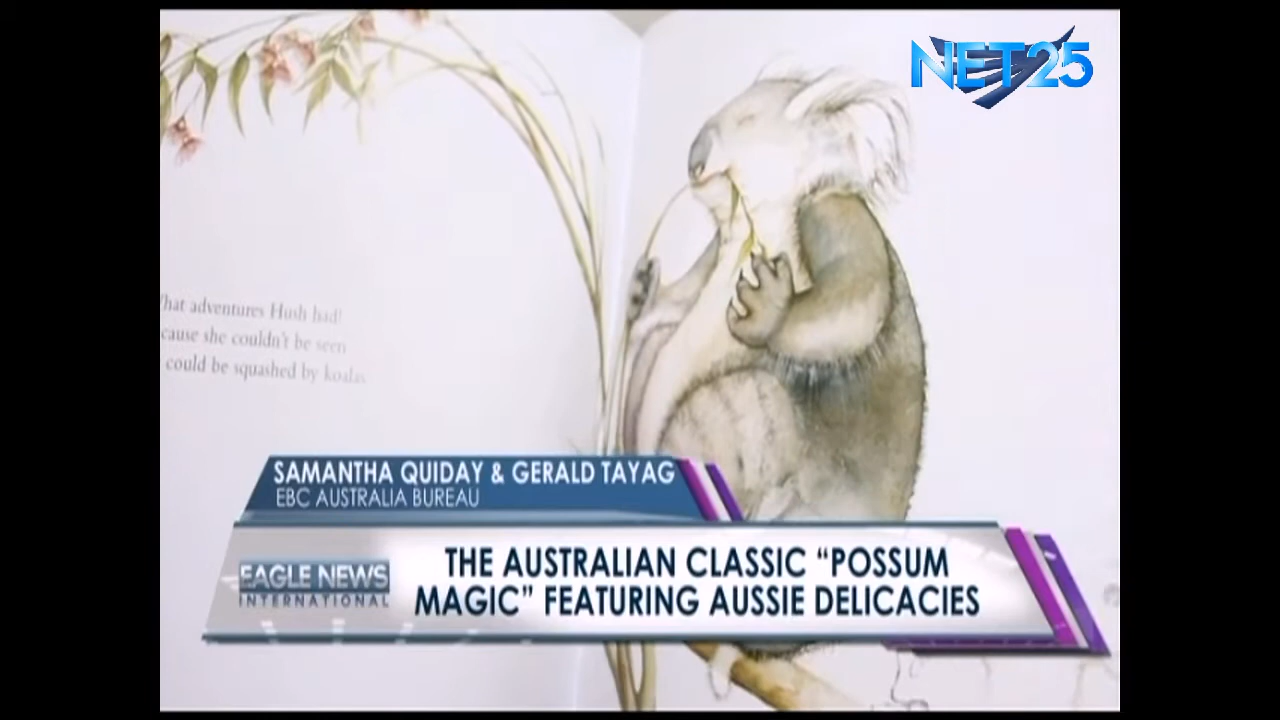 NET25
hat adventures Hush had!
cause she couldn't be seen
could be squashed by koalas
SAMANTHA QUIDAY & GERALD TAYAG
EBC AUSTRALIA BUREAU
EAGLE NEWS
INTERNATIONAL
THE AUSTRALIAN CLASSIC “POSSUM
MAGIC” FEATURING AUSSIE DELICACIES